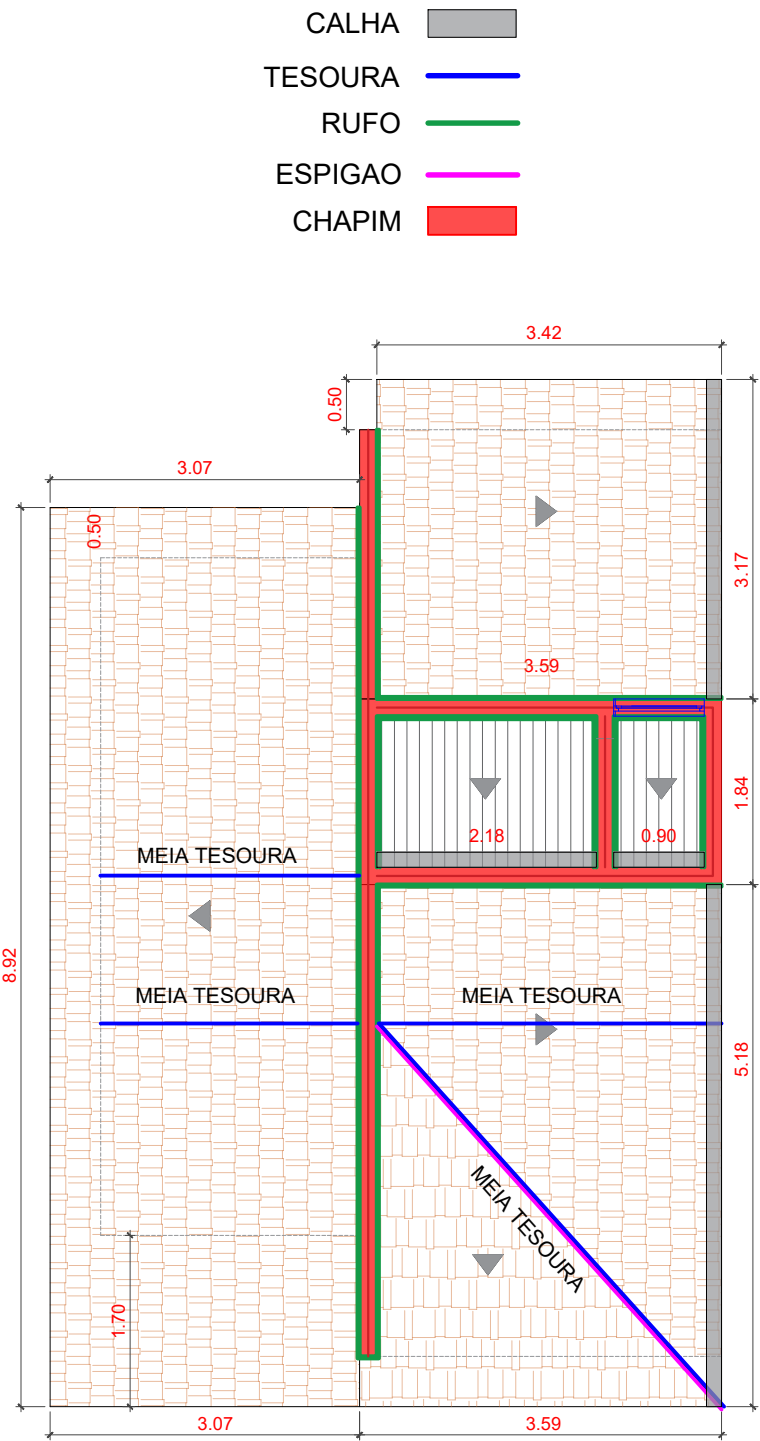 CALHA
TESOURA
RUFO
ESPIGAO
CHAPIM
3.42
0.50
3.07
0.50
3.17
3.59
1.84
2.18
0.90
MEIA TESOURA
8.92
MEIA TESOURA
MEIA TESOURA
5.18
MEIA TESOURA
1.70
3.07
3.59